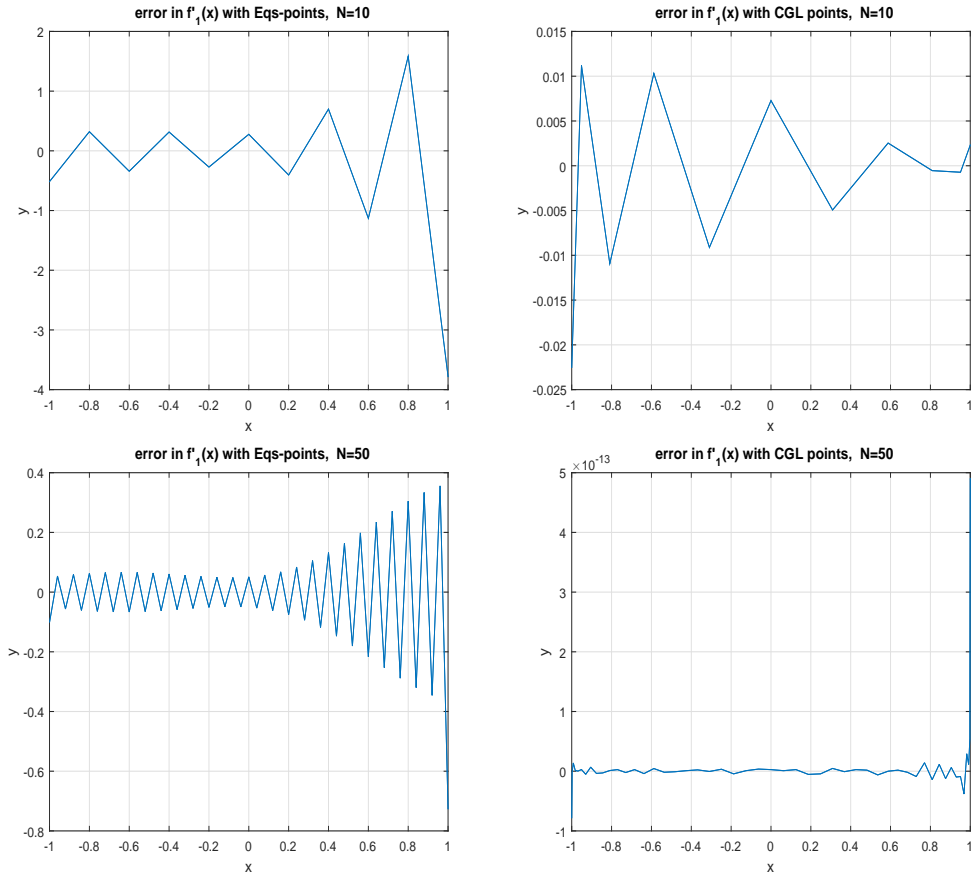 error in f'₁(x) with Eqs-points,  N=10
2
1
0
-1
-2
-3
-4
y
-1 -0.8 -0.6 -0.4 -0.2 0 0.2 0.4 0.6 0.8 1
x
error in f'₁(x) with CGL points,  N=10
0.015
0.01
0.005
0
-0.005
-0.01
-0.015
-0.02
-0.025
y
-1 -0.8 -0.6 -0.4 -0.2 0 0.2 0.4 0.6 0.8 1
x
error in f'₁(x) with Eqs-points,  N=50
0.4
0.2
0
-0.2
-0.4
-0.6
-0.8
y
-1 -0.8 -0.6 -0.4 -0.2 0 0.2 0.4 0.6 0.8 1
x
error in f'₁(x) with CGL points,  N=50
×10⁻¹³
5
4
3
2
1
0
-1
y
-1 -0.8 -0.6 -0.4 -0.2 0 0.2 0.4 0.6 0.8 1
x